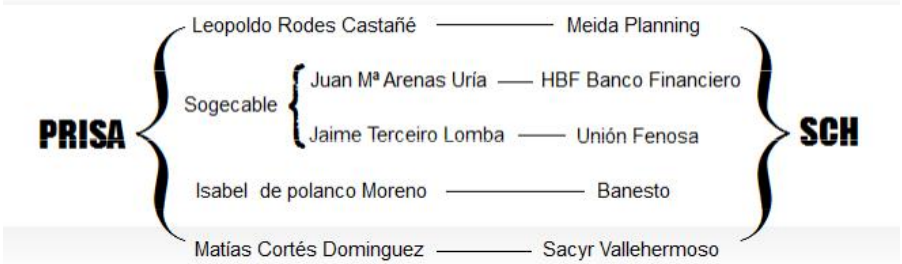 Leopoldo Rodes Castañé Meida Planning
Juan Mª Arenas Uría HBF Banco Financiero
Sogecable
PRISA SCH
Jaime Terceiro Lomba Unión Fenosa
Isabel de polanco Moreno Banesto
Matías Cortés Dominguez Sacyr Vallehermoso